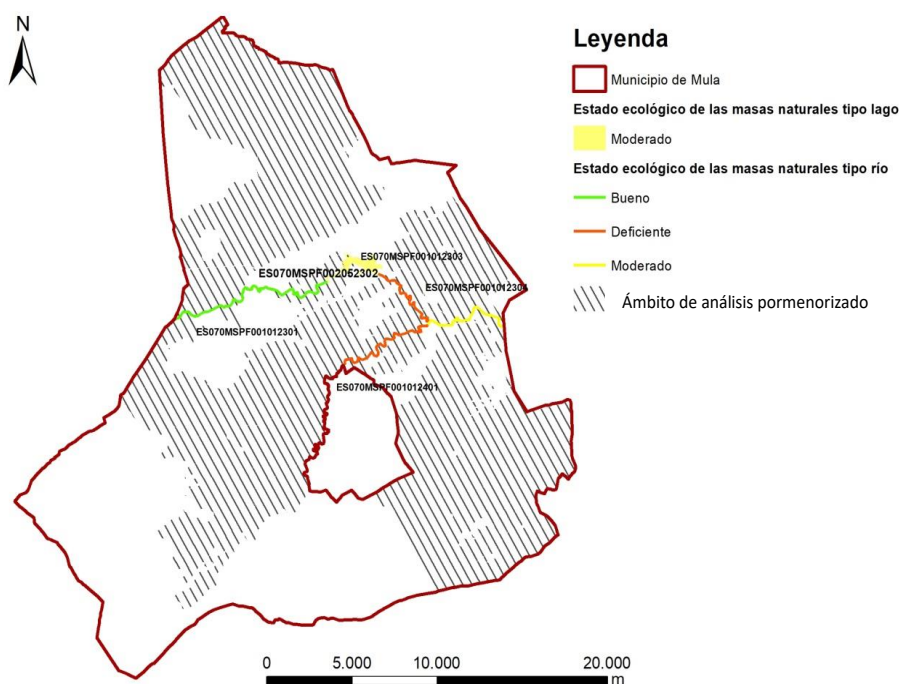 N
Leyenda
Municipio de Mula
Estado ecológico de las masas naturales tipo lago
Moderado
Estado ecológico de las masas naturales tipo río
Bueno
Deficiente
Moderado
Ámbito de análisis pormenorizado
ES070MSPF001012303
ES070MSPF002052302
ES070MSPF001012304
ES070MSPF001012301
ES070MSPF001012401
0 5.000 10.000 20.000
m